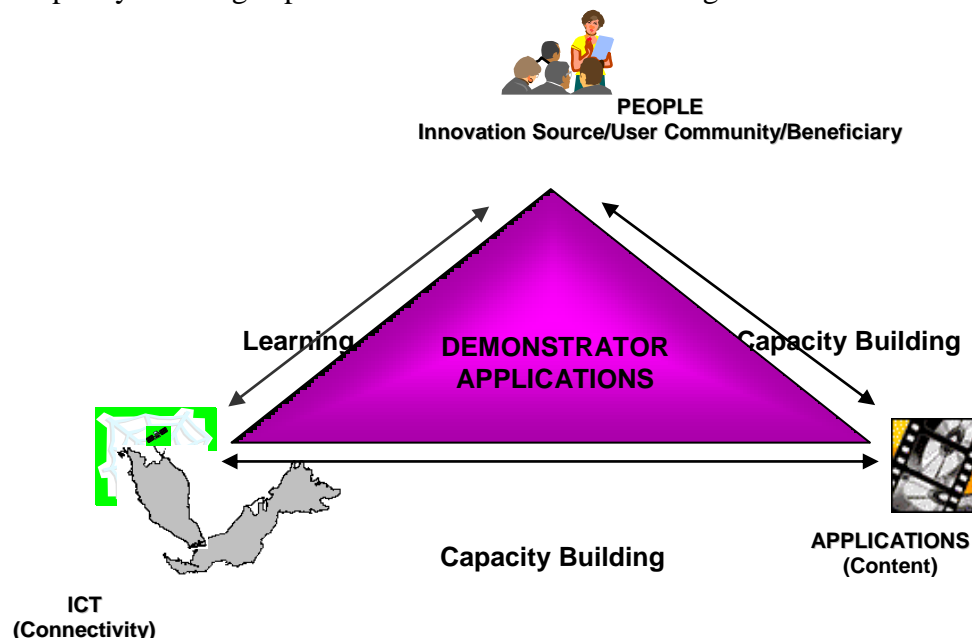 PEOPLE
Innovation Source/User Community/Beneficiary
Learning
DEMONSTRATOR
APPLICATIONS
Capacity Building
Capacity Building
APPLICATIONS
(Content)
ICT
(Connectivity)